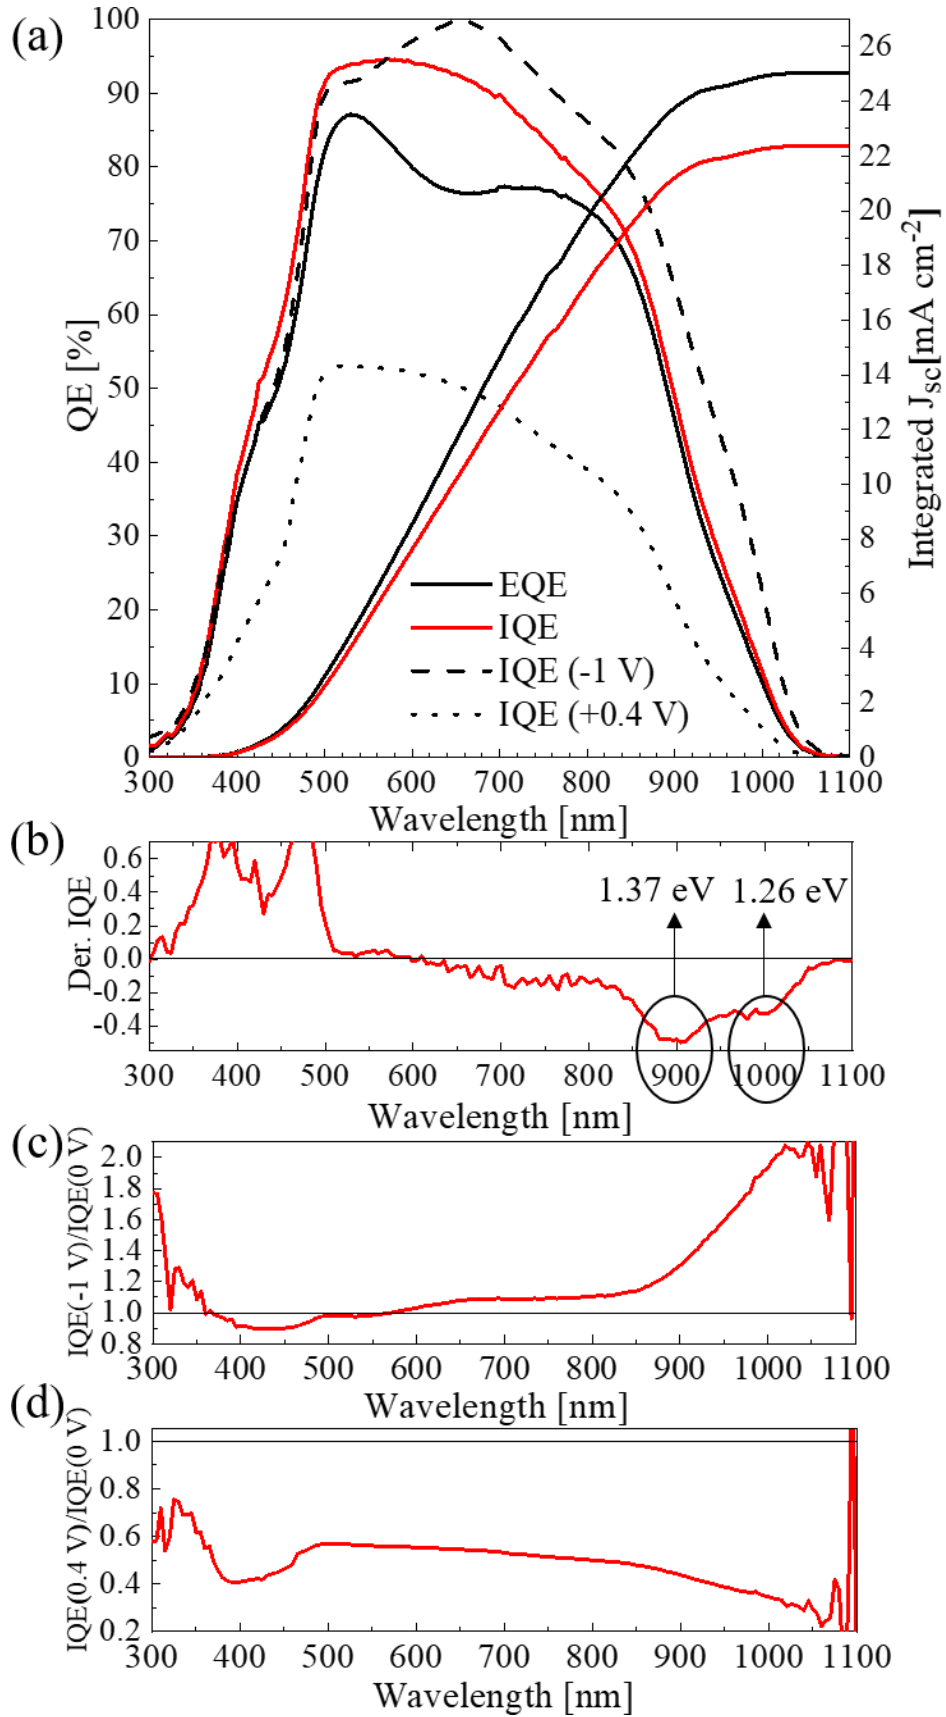 (a)
100
90
80
70
60
50
40
30
20
10
0
QE [%]
26
24
22
20
18
16
14
12
10
8
6
4
2
0
Integrated J_sc[mA cm^-2]
EQE
IQE
IQE (-1 V)
IQE (+0.4 V)
300 400 500 600 700 800 900 1000 1100
Wavelength [nm]
(b)
0.6
0.4
0.2
0.0
-0.2
-0.4
Der. IQE
1.37 eV 1.26 eV
300 400 500 600 700 800 900 1000 1100
Wavelength [nm]
(c)
2.0
1.8
1.6
1.4
1.2
1.0
0.8
IQE(-1 V)/IQE(0 V)
300 400 500 600 700 800 900 1000 1100
Wavelength [nm]
(d)
1.0
0.8
0.6
0.4
0.2
IQE(0.4 V)/IQE(0 V)
300 400 500 600 700 800 900 1000 1100
Wavelength [nm]